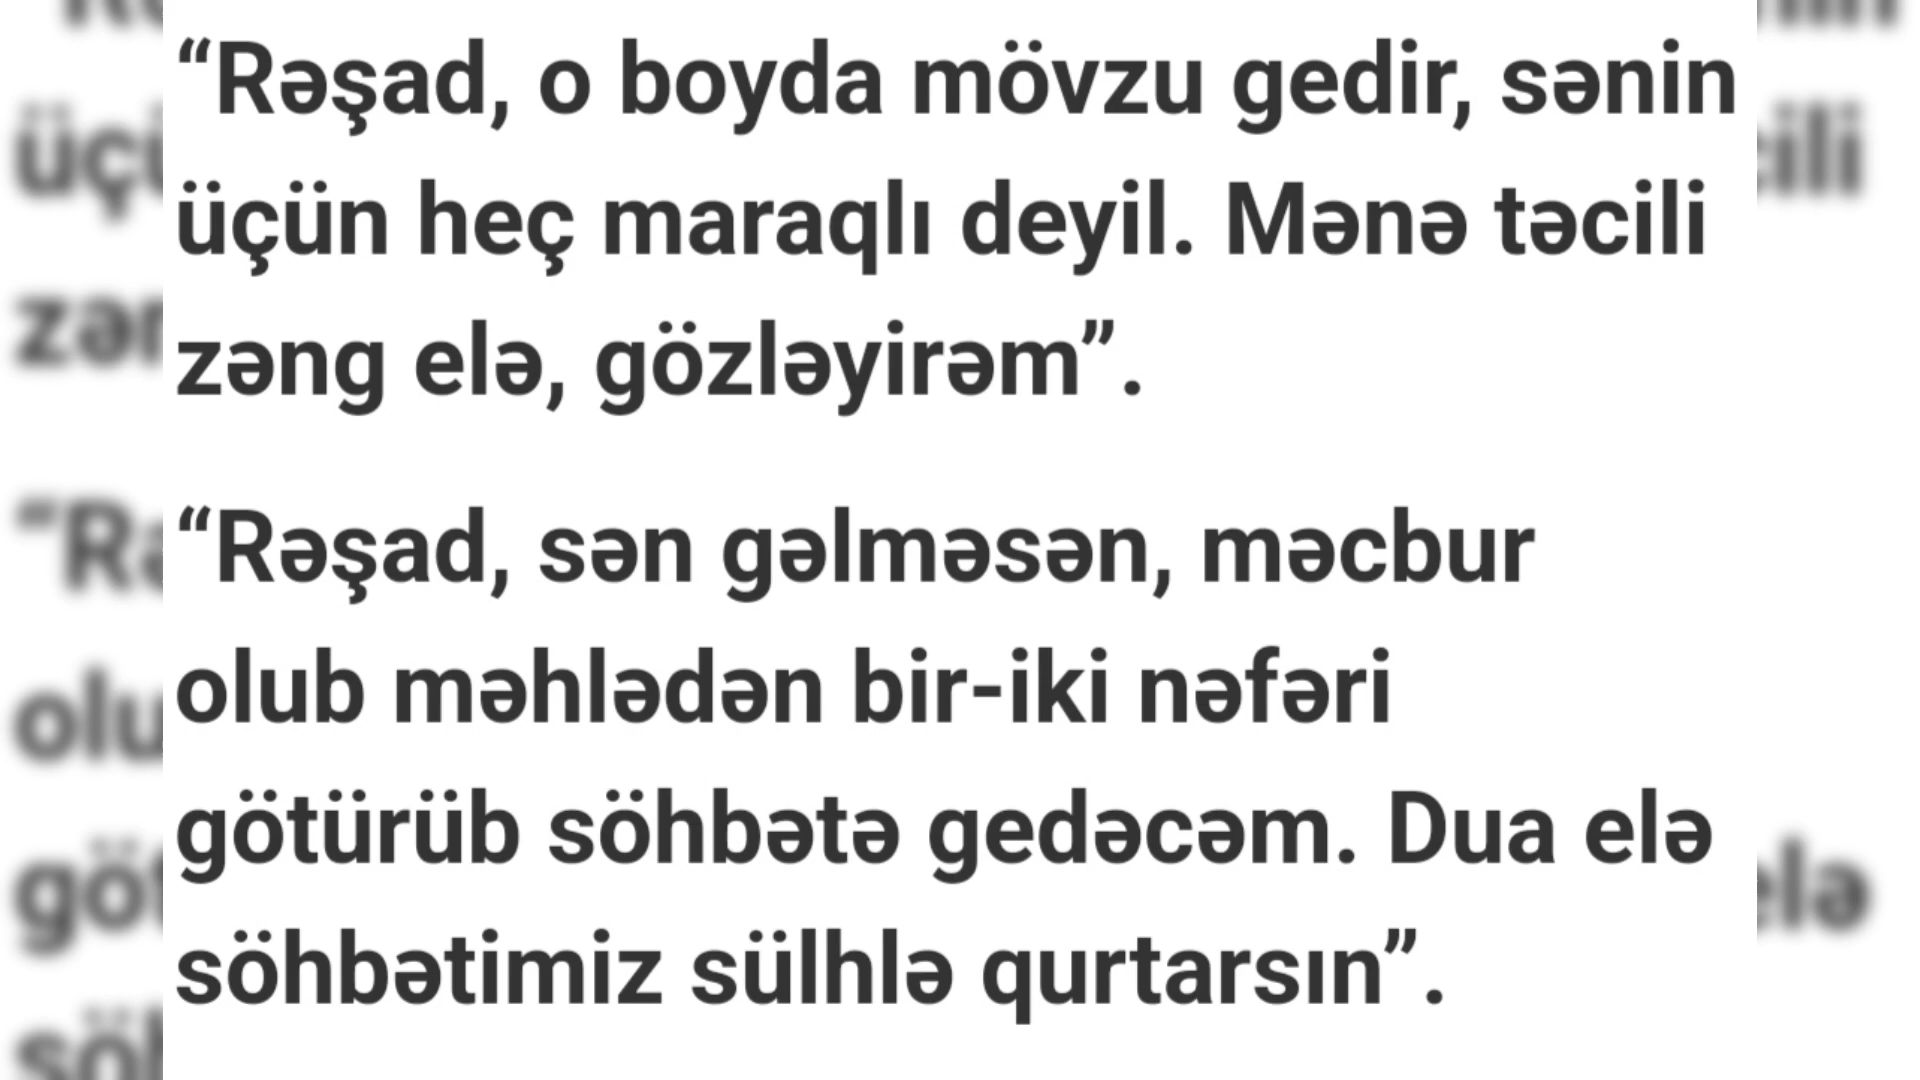 “Rəşad, o boyda mövzu gedir, sənin
üçün heç maraqlı deyil. Mənə təcili
zəng elə, gözləyirəm”.
“Rəşad, sən gəlməsən, məcbur
olub məhlədən bir-iki nəfəri
götürüb söhbətə gedəcəm. Dua elə
söhbətimiz sülhlə qurtarsın”.